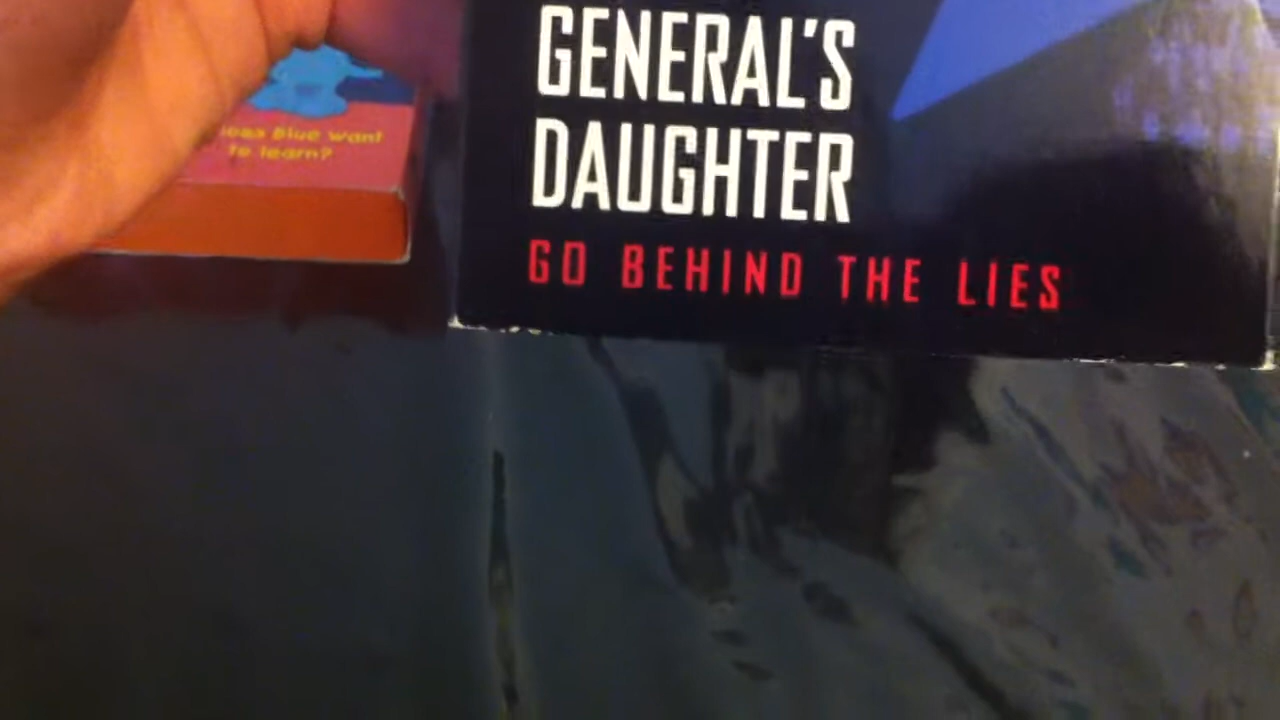 GENERAL'S
DAUGHTER
GO BEHIND THE LIES
Blue want
to learn?